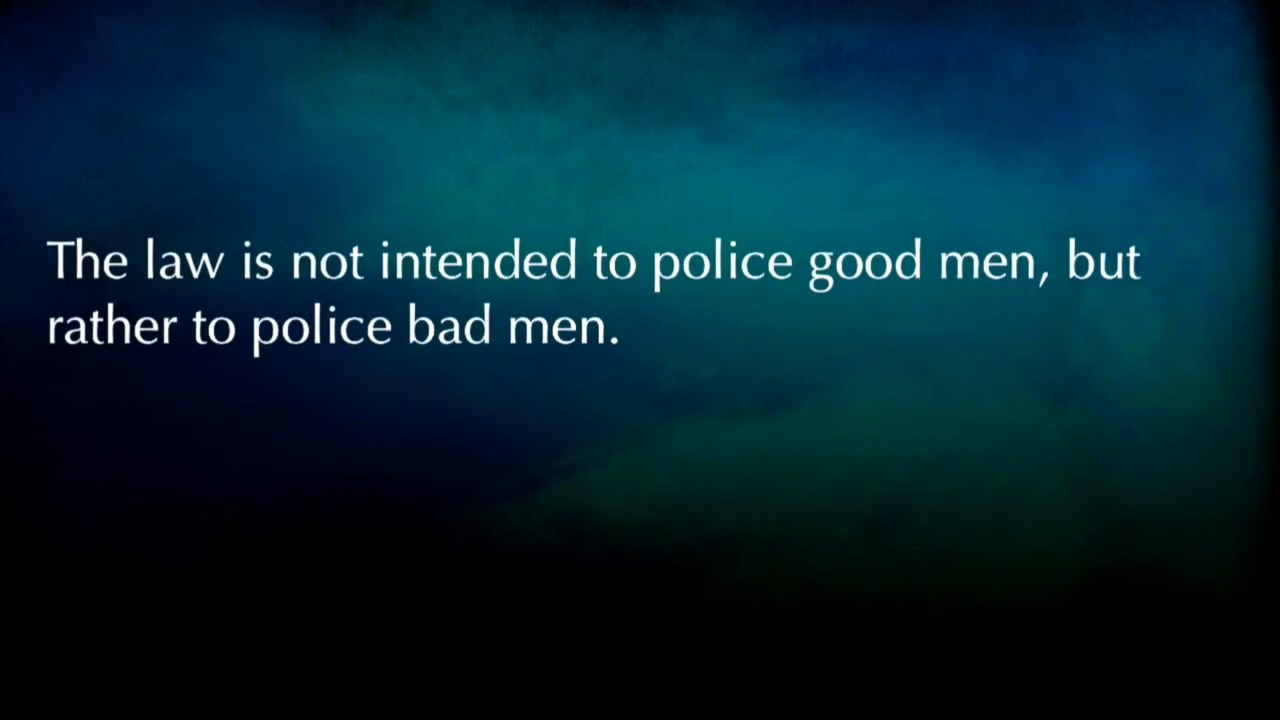 The law is not intended to police good men, but
rather to police bad men.